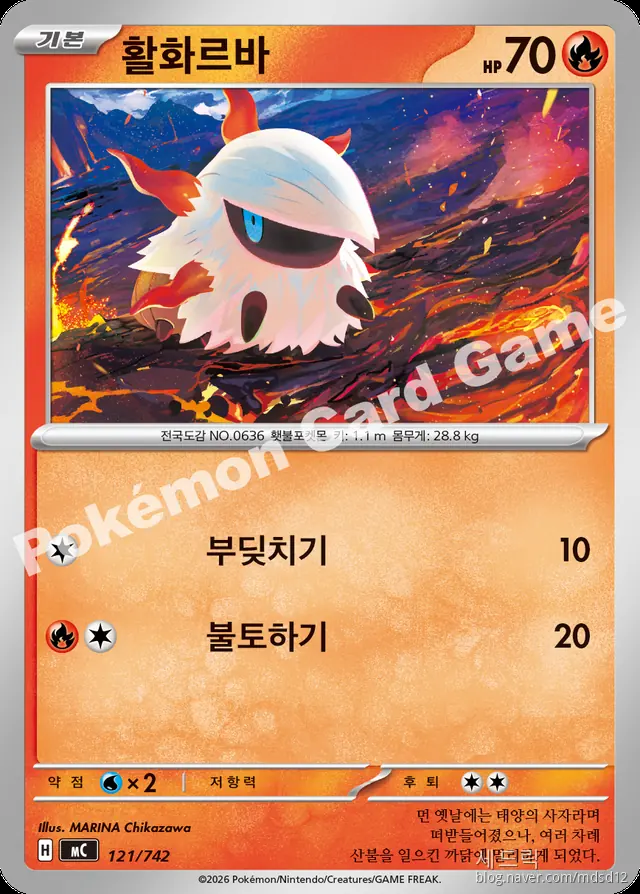 기본
활화르바
HP 70
전국도감 NO.0636 횃불포켓몬 키: 1.1 m 몸무게: 28.8 kg
Pokémon Card Game
부딪치기 10
불토하기 20
약점 ×2 저항력 후퇴
Illus. MARINA Chikazawa
H MC 121/742
먼 옛날에는 태양의 사자라며
떠받들어졌으나, 여러 차례
산불을 일으킨 까닭에 게 되었다.
세드릭
blog.naver.com/mdsd12
©2026 Pokémon/Nintendo/Creatures/GAME FREAK.